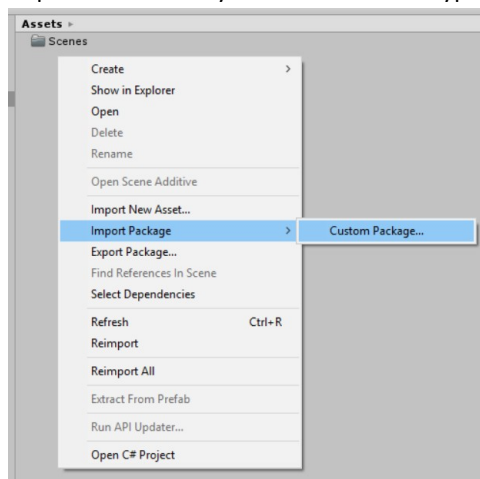 Assets
Scenes
Create
Show in Explorer
Open
Delete
Rename
Open Scene Additive
Import New Asset...
Import Package Custom Package...
Export Package...
Find References In Scene
Select Dependencies
Refresh Ctrl+R
Reimport
Reimport All
Extract From Prefab
Run API Updater...
Open C# Project